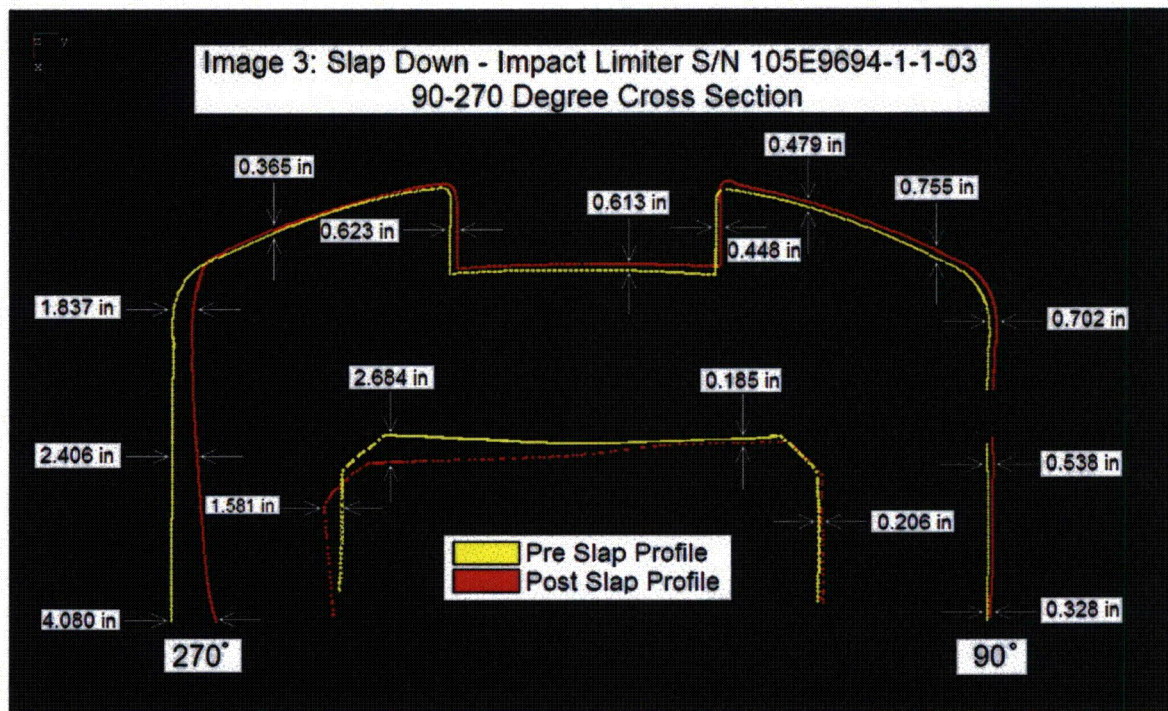 z y
x
Image 3: Slap Down - Impact Limiter S/N 105E9694-1-1-03
90-270 Degree Cross Section
0.365 in
0.479 in
0.613 in
0.755 in
0.623 in
0.448 in
1.837 in
0.702 in
2.684 in
0.185 in
2.406 in
0.538 in
1.581 in
0.206 in
Pre Slap Profile
Post Slap Profile
4.080 in
0.328 in
270°
90°